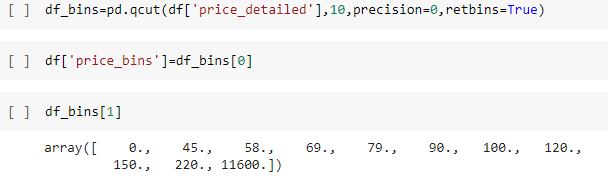 [ ] df_bins=pd.qcut(df['price_detailed'],10,precision=0,retbins=True)
[ ] df['price_bins']=df_bins[0]
[ ] df_bins[1]
array([    0.,    45.,    58.,    69.,    79.,    90.,   100.,   120.,
150.,   220., 11600.])